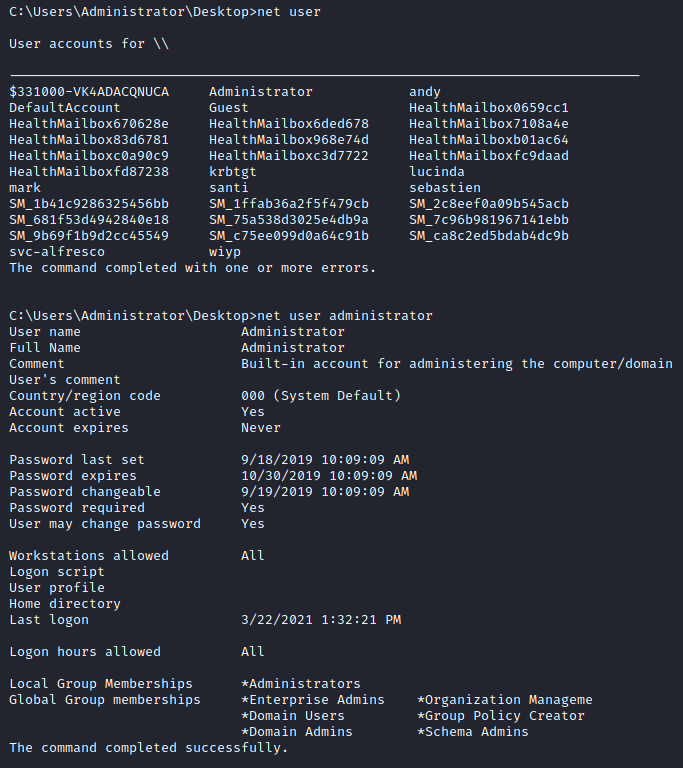 C:\Users\Administrator\Desktop>net user
User accounts for \\
-------------------------------------------------------------------------------
$331000-VK4ADACQNUCA     Administrator            andy
DefaultAccount           Guest                    HealthMailbox0659cc1
HealthMailbox670628e     HealthMailbox6ded678     HealthMailbox7108a4e
HealthMailbox83d6781     HealthMailbox968e74d     HealthMailboxb01ac64
HealthMailboxc0a90c9     HealthMailboxc3d7722     HealthMailboxfc9daad
HealthMailboxfd87238     krbtgt                   lucinda
mark                     santi                    sebastien
SM_1b41c9286325456bb     SM_1ffab36a2f5f479cb     SM_2c8eef0a09b545acb
SM_681f53d4942840e18     SM_75a538d3025e4db9a     SM_7c96b981967141ebb
SM_9b69f1b9d2cc45549     SM_c75ee099d0a64c91b     SM_ca8c2ed5bdab4dc9b
svc-alfresco             wiyp
The command completed with one or more errors.
C:\Users\Administrator\Desktop>net user administrator
User name                    Administrator
Full Name                    Administrator
Comment                      Built-in account for administering the computer/domain
User's comment
Country/region code          000 (System Default)
Account active               Yes
Account expires              Never
Password last set            9/18/2019 10:09:09 AM
Password expires             10/30/2019 10:09:09 AM
Password changeable          9/19/2019 10:09:09 AM
Password required            Yes
User may change password     Yes
Workstations allowed         All
Logon script
User profile
Home directory
Last logon                   3/22/2021 1:32:21 PM
Logon hours allowed          All
Local Group Memberships      *Administrators
Global Group memberships     *Enterprise Admins    *Organization Manageme
                             *Domain Users         *Group Policy Creator
                             *Domain Admins        *Schema Admins
The command completed successfully.